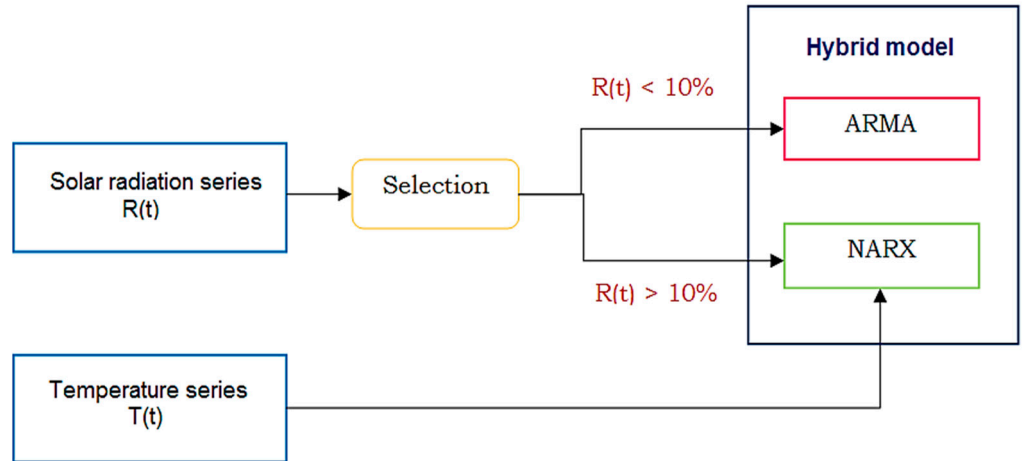 Hybrid model
R(t) < 10%
ARMA
Solar radiation series
R(t)
Selection
NARX
R(t) > 10%
Temperature series
T(t)